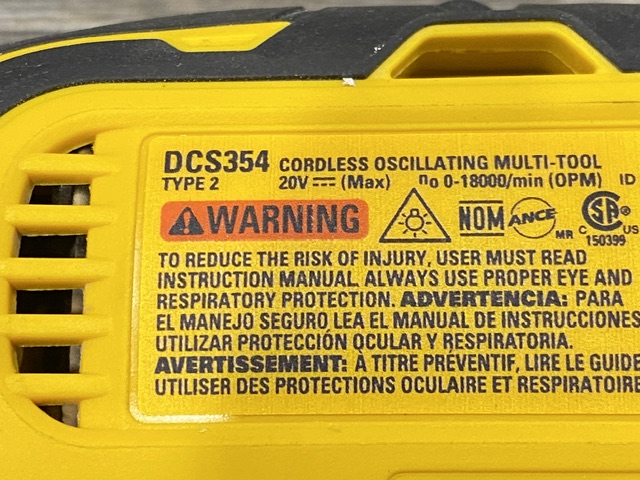 DCS354 CORDLESS OSCILLATING MULTI-TOOL
TYPE 2 20V ⎓ (Max) no 0-18000/min (OPM) ID
⚠WARNING NOM ANCE MR C SA US
150399
TO REDUCE THE RISK OF INJURY, USER MUST READ
INSTRUCTION MANUAL. ALWAYS USE PROPER EYE AND
RESPIRATORY PROTECTION. ADVERTENCIA: PARA
EL MANEJO SEGURO LEA EL MANUAL DE INSTRUCCIONES
UTILIZAR PROTECCIÓN OCULAR Y RESPIRATORIA.
AVERTISSEMENT: À TITRE PRÉVENTIF, LIRE LE GUIDE
UTILISER DES PROTECTIONS OCULAIRE ET RESPIRATOIRE